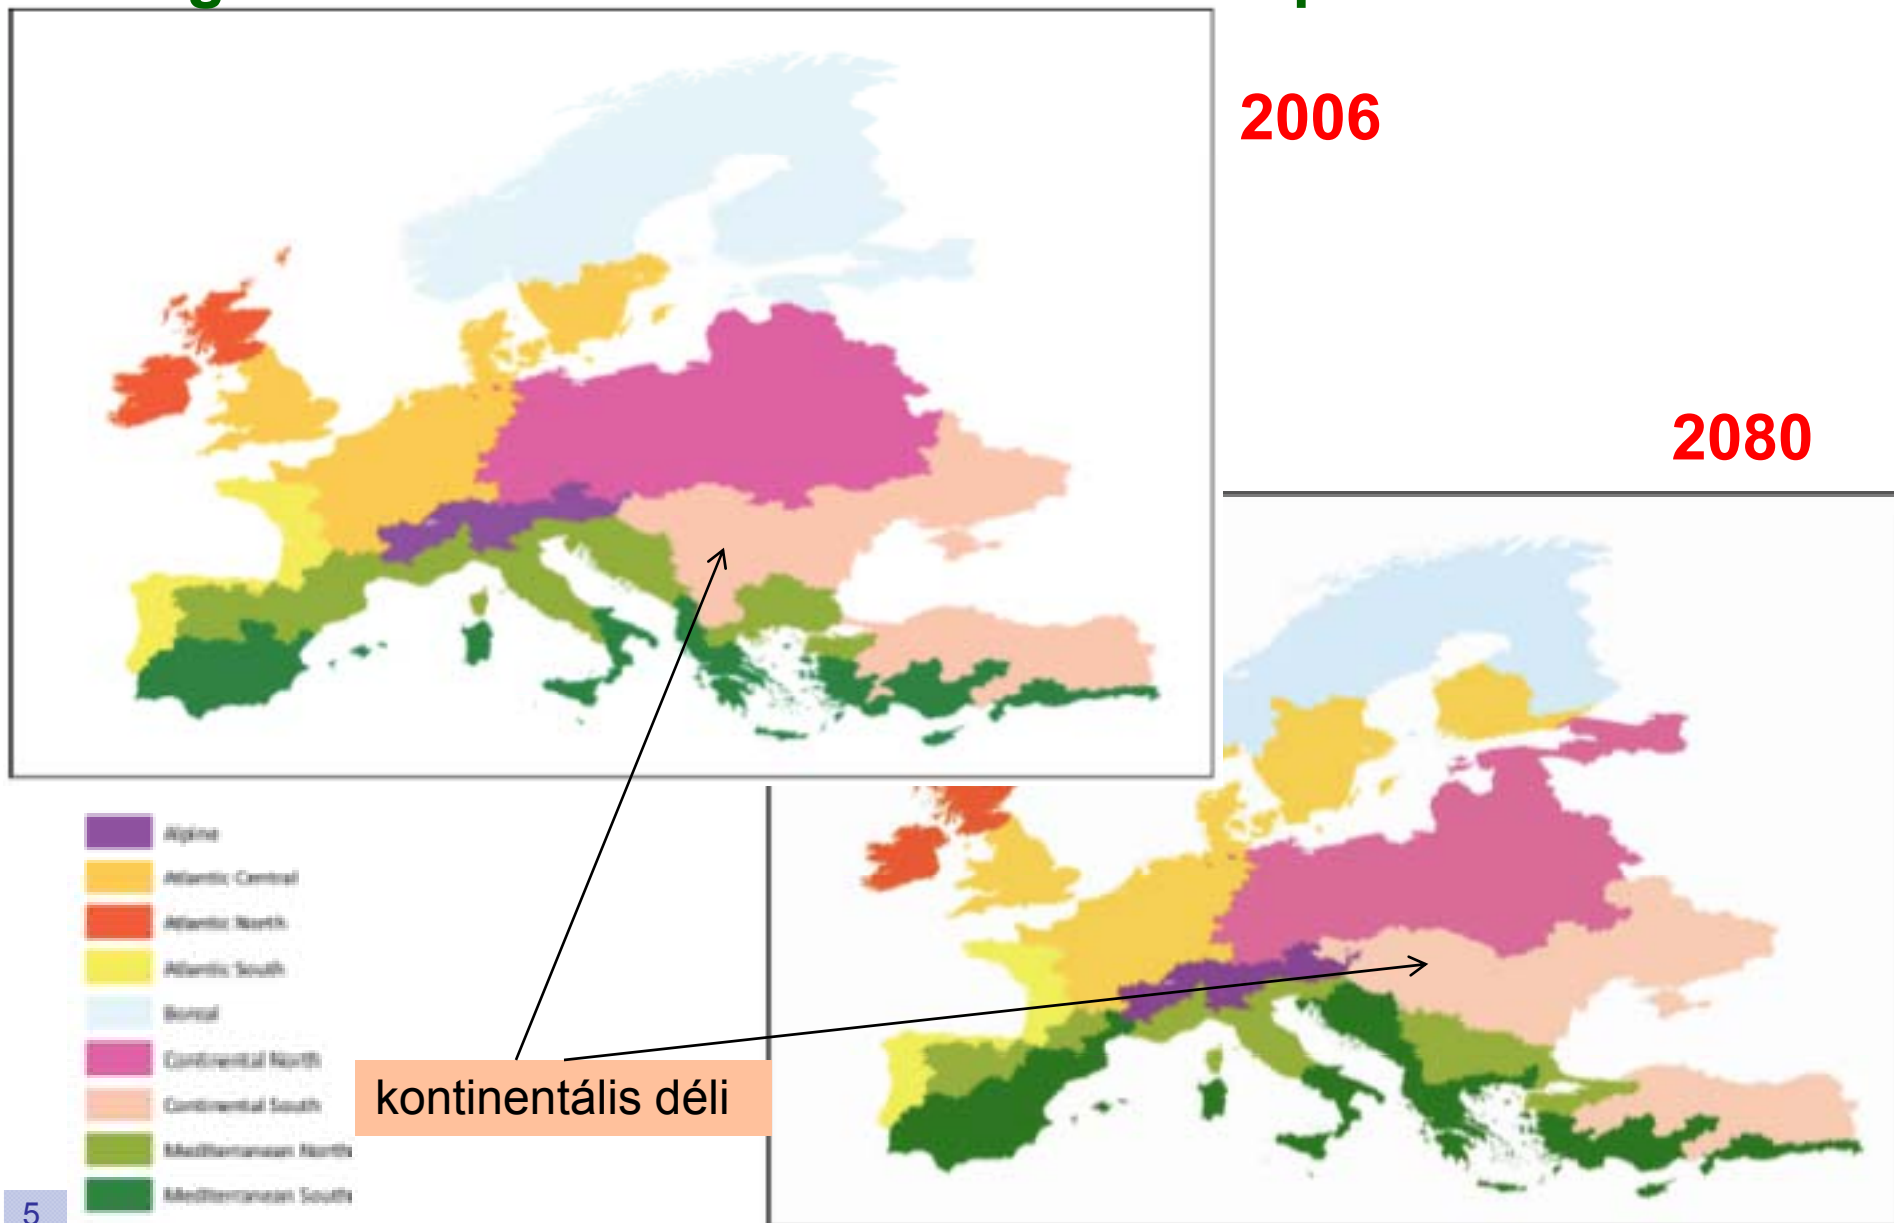 2006
2080
Alpine
Atlantic Central
Atlantic North
Atlantic South
Boreal
Continental North
Continental South
Mediterranean North
Mediterranean South
kontinentális déli
5